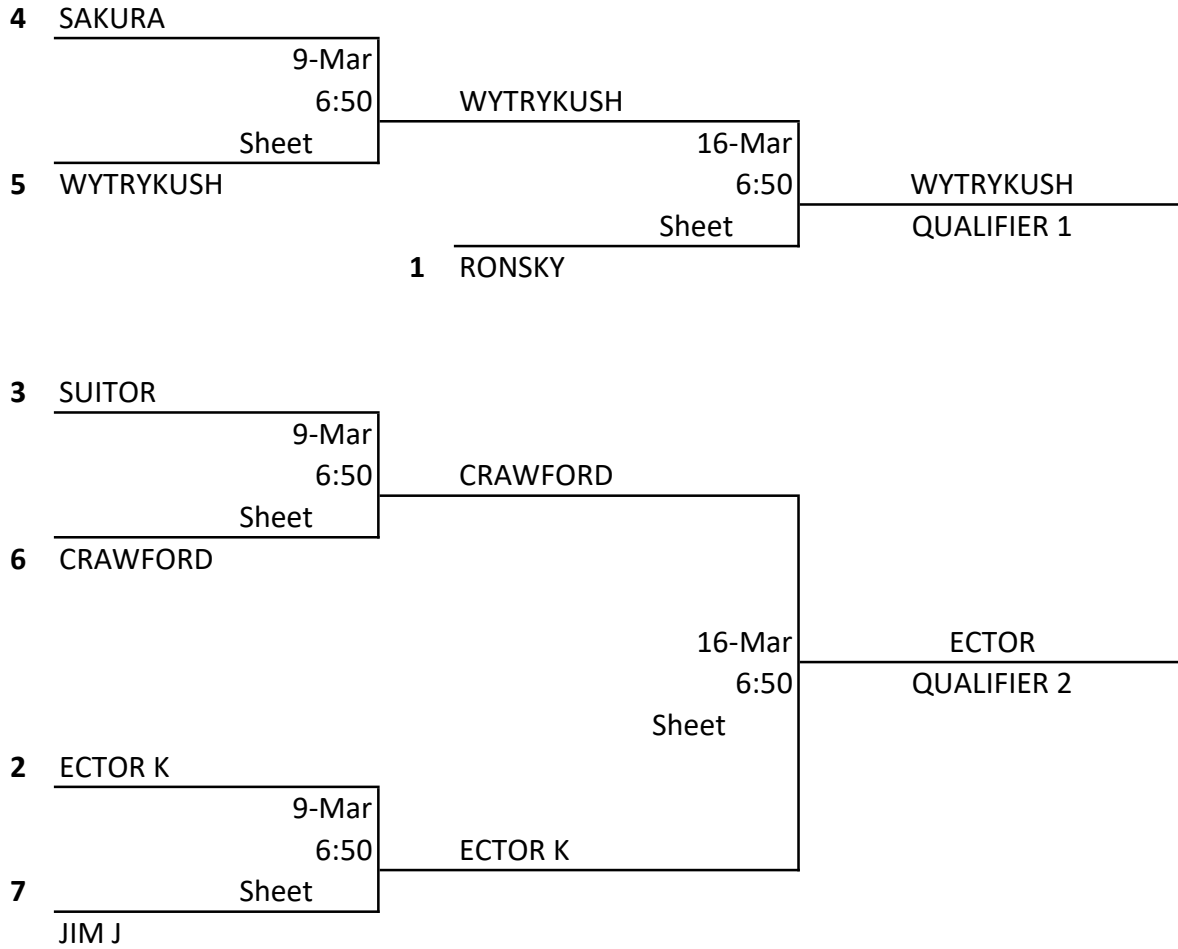 4 SAKURA
9-Mar
6:50 WYTRYKUSH
Sheet 16-Mar
5 WYTRYKUSH 6:50 WYTRYKUSH
Sheet QUALIFIER 1
1 RONSKY
3 SUITOR
9-Mar
6:50 CRAWFORD
Sheet
6 CRAWFORD
16-Mar ECTOR
6:50 QUALIFIER 2
Sheet
2 ECTOR K
9-Mar
6:50 ECTOR K
7 Sheet
JIM J